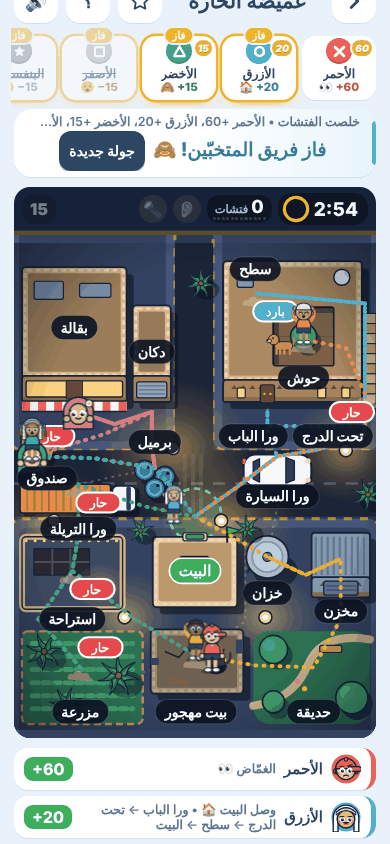 غميضة الحارة
60
الأحمر
+60 👀
فاز
20
الأزرق
+20 🏠
فاز
15
الأخضر
+15 🙈
فاز
الأصفر
−15 😴
فاز
−15
خلصت الفتشات • الأحمر +60، الأزرق +20، الأخضر +15، الأ...
فاز فريق المتخبّين! 🙈
جولة جديدة
2:54
0 فتشات
15
سطح
بارد
بقالة
دكان
حوش
حار
حار
برميل
ورا الباب
تحت الدرج
صندوق
ورا السيارة
حار
ورا التريلة
البيت
حار
خزان
مخزن
استراحة
حار
مزرعة
بيت مهجور
حديقة
الأحمر
الغمّاض 👀
+60
الأزرق
وصل البيت 🏠 • ورا الباب ← تحت
الدرج ← سطح ← البيت
+20